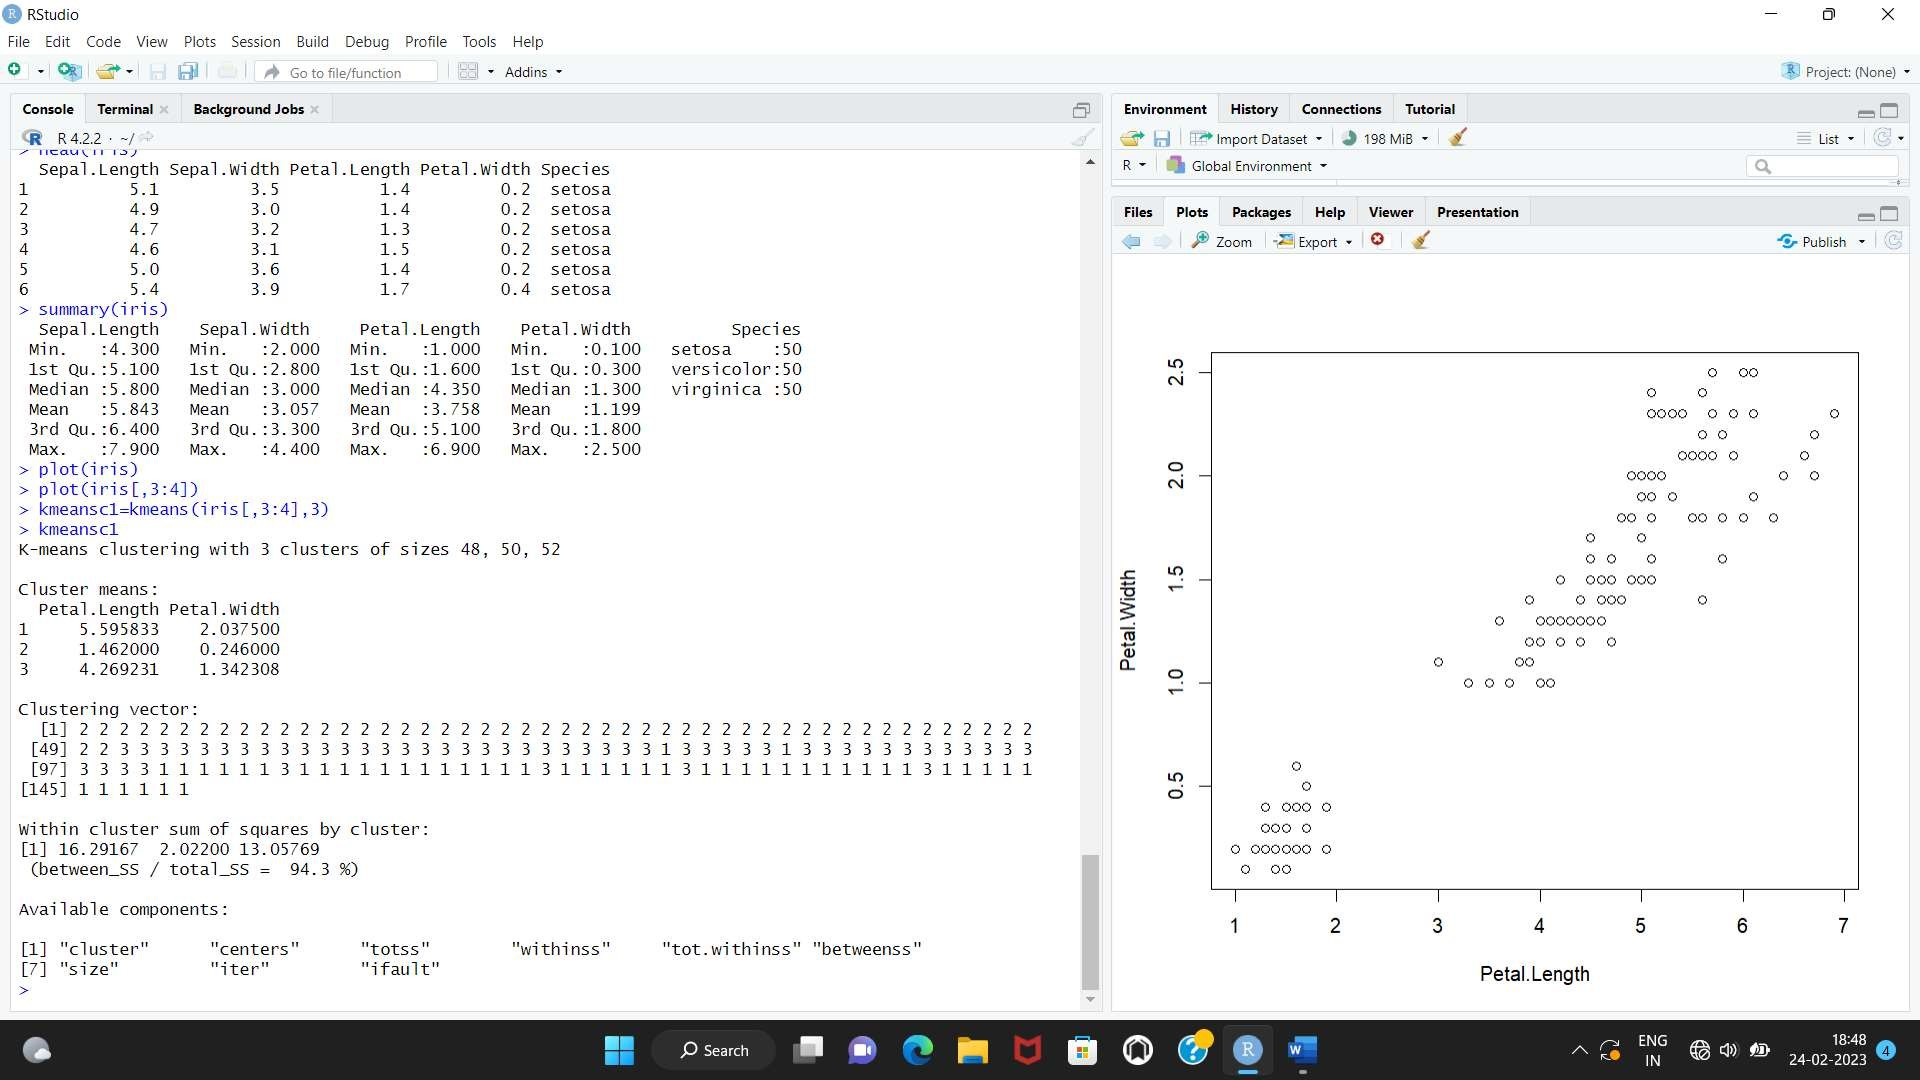 RStudio
File Edit Code View Plots Session Build Debug Profile Tools Help
Go to file/function Addins Project: (None)
Console Terminal Background Jobs
R 4.2.2 · ~/
> head(iris)
Sepal.Length Sepal.Width Petal.Length Petal.Width Species
1 5.1 3.5 1.4 0.2 setosa
2 4.9 3.0 1.4 0.2 setosa
3 4.7 3.2 1.3 0.2 setosa
4 4.6 3.1 1.5 0.2 setosa
5 5.0 3.6 1.4 0.2 setosa
6 5.4 3.9 1.7 0.4 setosa
> summary(iris)
Sepal.Length Sepal.Width Petal.Length Petal.Width Species
Min. :4.300 Min. :2.000 Min. :1.000 Min. :0.100 setosa :50
1st Qu.:5.100 1st Qu.:2.800 1st Qu.:1.600 1st Qu.:0.300 versicolor:50
Median :5.800 Median :3.000 Median :4.350 Median :1.300 virginica :50
Mean :5.843 Mean :3.057 Mean :3.758 Mean :1.199
3rd Qu.:6.400 3rd Qu.:3.300 3rd Qu.:5.100 3rd Qu.:1.800
Max. :7.900 Max. :4.400 Max. :6.900 Max. :2.500
> plot(iris)
> plot(iris[,3:4])
> kmeansc1=kmeans(iris[,3:4],3)
> kmeansc1
K-means clustering with 3 clusters of sizes 48, 50, 52
Cluster means:
Petal.Length Petal.Width
1 5.595833 2.037500
2 1.462000 0.246000
3 4.269231 1.342308
Clustering vector:
[1] 2 2 2 2 2 2 2 2 2 2 2 2 2 2 2 2 2 2 2 2 2 2 2 2 2 2 2 2 2 2 2 2 2 2 2 2 2 2 2 2 2 2 2 2 2 2 2 2
[49] 2 2 3 3 3 3 3 3 3 3 3 3 3 3 3 3 3 3 3 3 3 3 3 3 3 3 3 3 3 3 3 1 3 3 3 3 3 1 3 3 3 3 3 3 3 3 3 3 3 3
[97] 3 3 3 3 1 1 1 1 1 1 3 1 1 1 1 1 1 1 1 1 1 1 1 3 1 1 1 1 1 1 3 1 1 1 1 1 1 1 1 1 1 1 3 1 1 1 1 1
[145] 1 1 1 1 1 1
Within cluster sum of squares by cluster:
[1] 16.29167 2.02200 13.05769
(between_SS / total_SS = 94.3 %)
Available components:
[1] "cluster" "centers" "totss" "withinss" "tot.withinss" "betweenss"
[7] "size" "iter" "ifault"
>
Environment History Connections Tutorial
Import Dataset 198 MiB List
R Global Environment
Files Plots Packages Help Viewer Presentation
Zoom Export Publish
2.5
2.0
1.5
1.0
0.5
Petal.Width
1 2 3 4 5 6 7
Petal.Length
Search
ENG
IN
18:48
24-02-2023
4